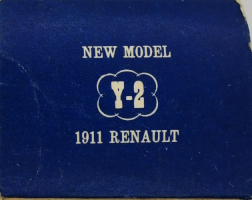 NEW MODEL
Y-2
1911 RENAULT